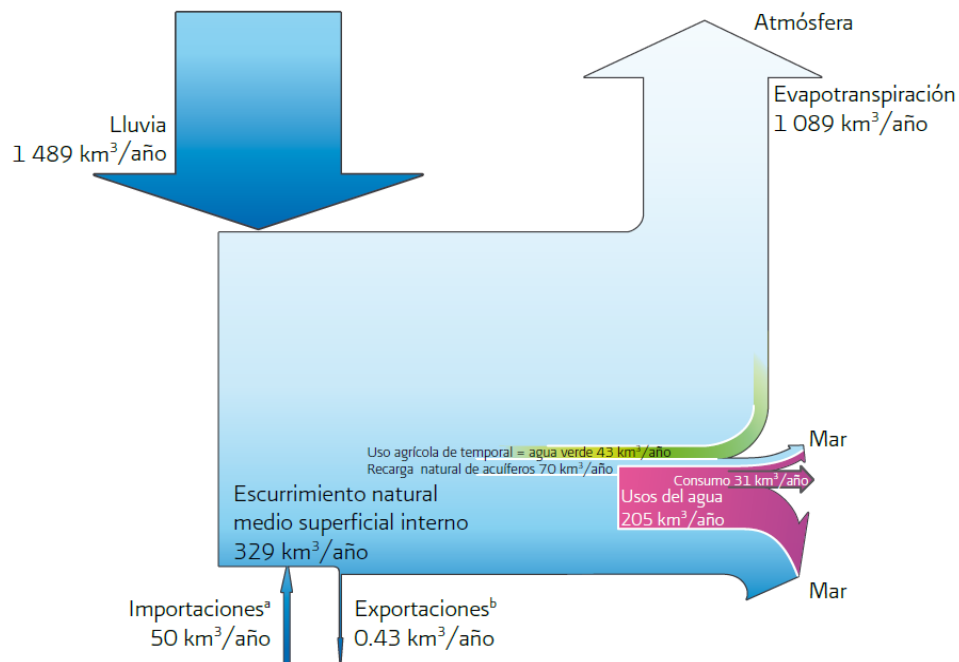 Atmósfera
Evapotranspiración
1 089 km³/año
Lluvia
1 489 km³/año
Mar
Uso agrícola de temporal = agua verde 43 km³/año
Recarga natural de acuíferos 70 km³/año
Consumo 31 km³/año
Usos del agua
205 km³/año
Escurrimiento natural
medio superficial interno
329 km³/año
Mar
Importacionesᵃ
50 km³/año
Exportacionesᵇ
0.43 km³/año